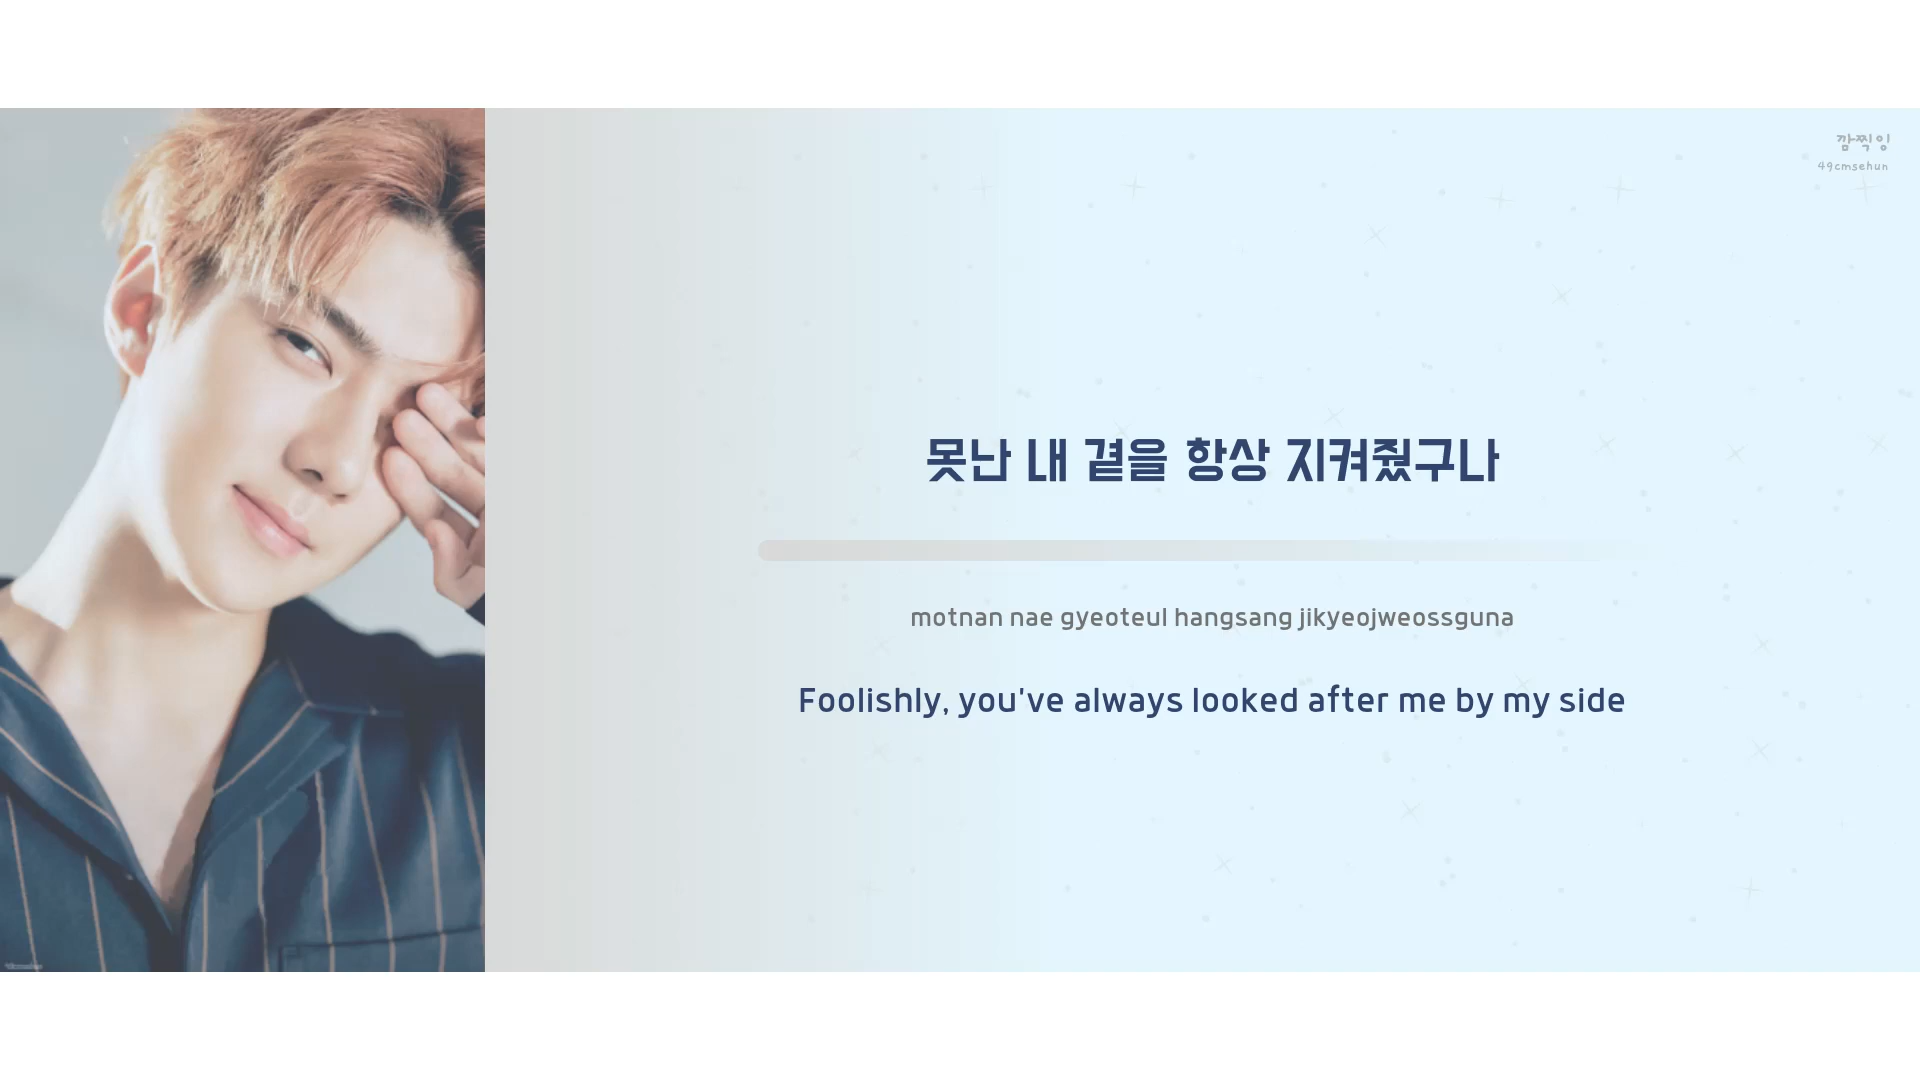 깜찍잉
49cmsehun
못난 내 곁을 항상 지켜줬구나
motnan nae gyeoteul hangsang jikyeojweossguna
Foolishly, you've always looked after me by my side